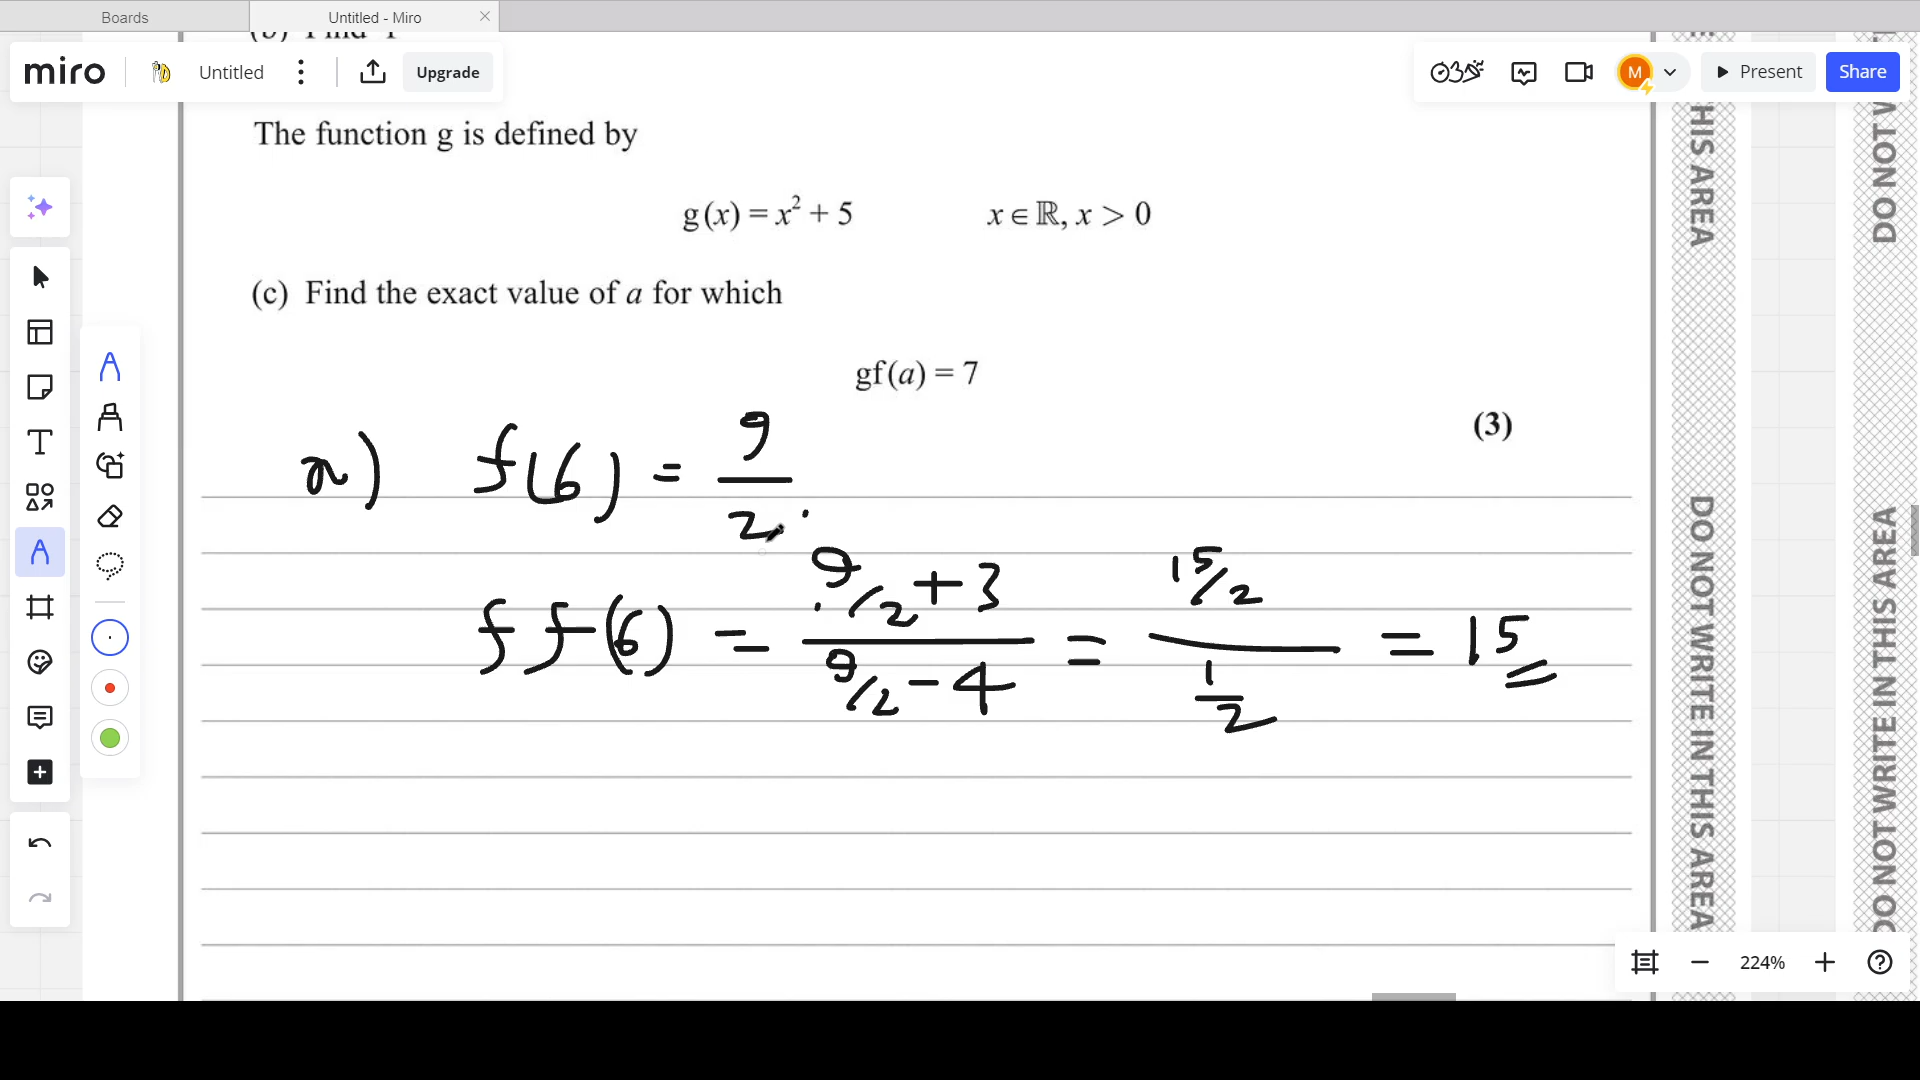 Boards
Untitled - Miro
(b) Find f
miro
Untitled
Upgrade
M
Present
Share
The function g is defined by
g(x) = x² + 5    x ∈ ℝ, x > 0
(c) Find the exact value of a for which
gf(a) = 7
(3)
a) f(6) = 9/2
ff(6) = (9/2 + 3)/(9/2 - 4) = (15/2)/(1/2) = 15
HIS AREA
DO NOT WRITE IN THIS AREA
DO NOT W
DO NOT WRITE IN THIS AREA
224%